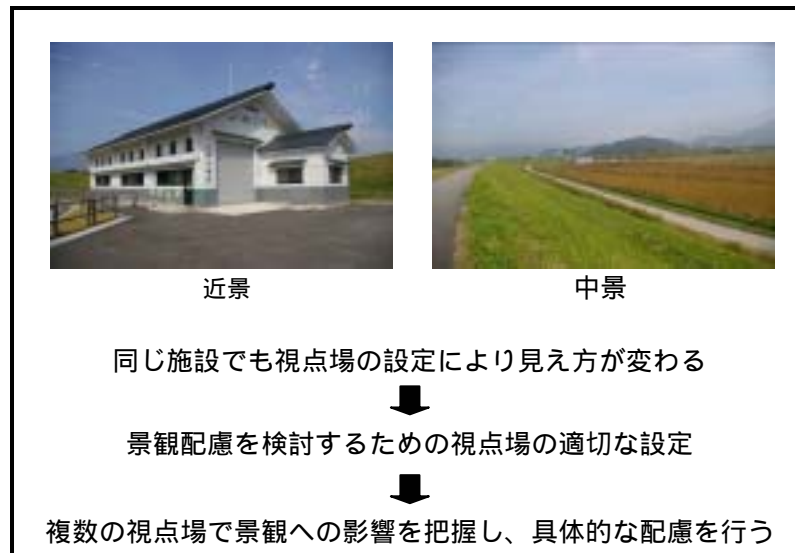 近景
中景
同じ施設でも視点場の設定により見え方が変わる
景観配慮を検討するための視点場の適切な設定
複数の視点場で景観への影響を把握し、具体的な配慮を行う